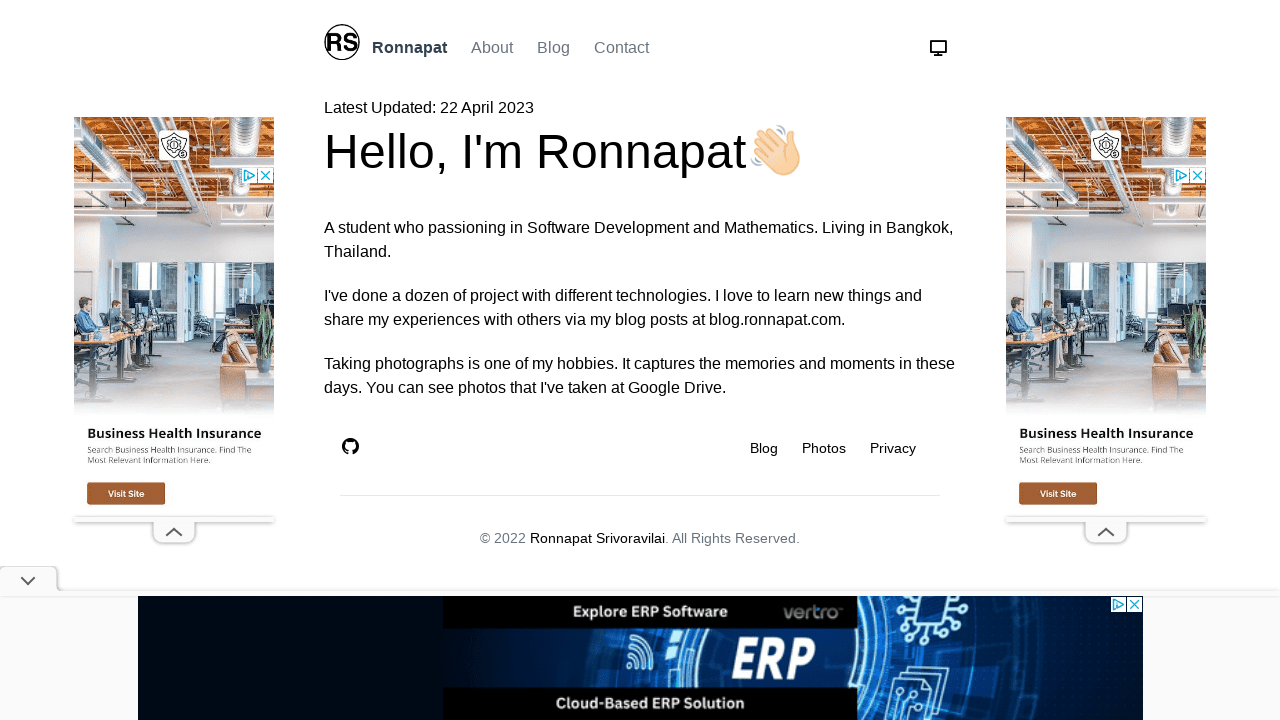 RS
Ronnapat About Blog Contact
Latest Updated: 22 April 2023
Hello, I'm Ronnapat👋🏼
A student who passioning in Software Development and Mathematics. Living in Bangkok,
Thailand.
I've done a dozen of project with different technologies. I love to learn new things and
share my experiences with others via my blog posts at blog.ronnapat.com.
Taking photographs is one of my hobbies. It captures the memories and moments in these
days. You can see photos that I've taken at Google Drive.
Blog Photos Privacy
© 2022 Ronnapat Srivoravilai. All Rights Reserved.
Business Health Insurance
Search Business Health Insurance. Find The
Most Relevant Information Here.
Visit Site
Business Health Insurance
Search Business Health Insurance. Find The
Most Relevant Information Here.
Visit Site
Explore ERP Software
vertro
ERP
Cloud-Based ERP Solution